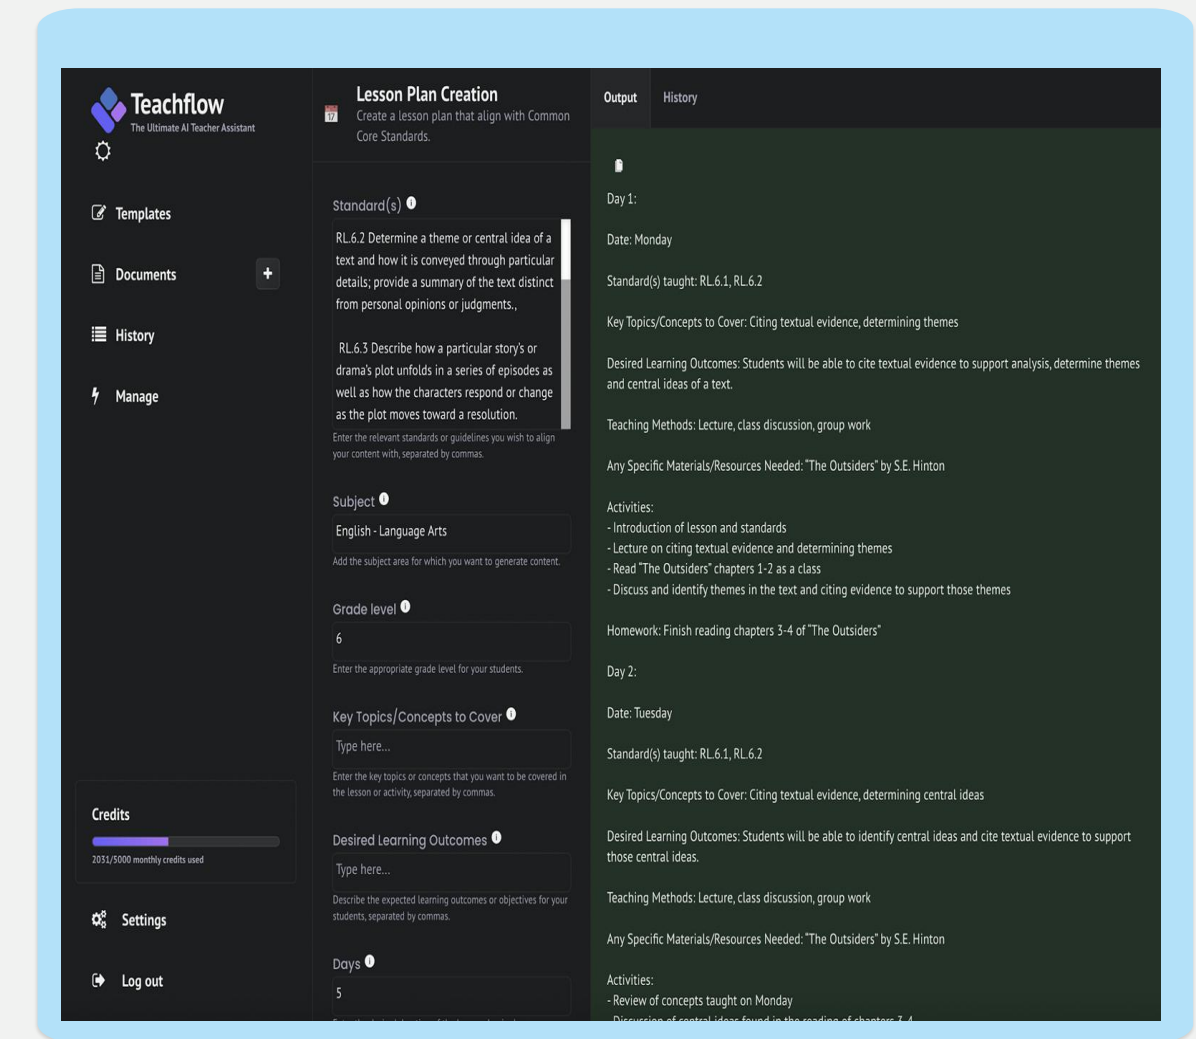 Teachflow
The Ultimate AI Teacher Assistant
Templates
Documents
+
History
Manage
Credits
2031/5000 monthly credits used
Settings
Log out
17
Lesson Plan Creation
Create a lesson plan that align with Common
Core Standards.
Standard(s)
RL.6.2 Determine a theme or central idea of a
text and how it is conveyed through particular
details; provide a summary of the text distinct
from personal opinions or judgments.,
RL.6.3 Describe how a particular story's or
drama's plot unfolds in a series of episodes as
well as how the characters respond or change
as the plot moves toward a resolution.
Enter the relevant standards or guidelines you wish to align
your content with, separated by commas.
Subject
English - Language Arts
Add the subject area for which you want to generate content.
Grade level
6
Enter the appropriate grade level for your students.
Key Topics/Concepts to Cover
Type here...
Enter the key topics or concepts that you want to be covered in
the lesson or activity, separated by commas.
Desired Learning Outcomes
Type here...
Describe the expected learning outcomes or objectives for your
students, separated by commas.
Days
5
Output
History
Day 1:
Date: Monday
Standard(s) taught: RL.6.1, RL.6.2
Key Topics/Concepts to Cover: Citing textual evidence, determining themes
Desired Learning Outcomes: Students will be able to cite textual evidence to support analysis, determine themes
and central ideas of a text.
Teaching Methods: Lecture, class discussion, group work
Any Specific Materials/Resources Needed: "The Outsiders" by S.E. Hinton
Activities:
- Introduction of lesson and standards
- Lecture on citing textual evidence and determining themes
- Read "The Outsiders" chapters 1-2 as a class
- Discuss and identify themes in the text and citing evidence to support those themes
Homework: Finish reading chapters 3-4 of "The Outsiders"
Day 2:
Date: Tuesday
Standard(s) taught: RL.6.1, RL.6.2
Key Topics/Concepts to Cover: Citing textual evidence, determining central ideas
Desired Learning Outcomes: Students will be able to identify central ideas and cite textual evidence to support
those central ideas.
Teaching Methods: Lecture, class discussion, group work
Any Specific Materials/Resources Needed: "The Outsiders" by S.E. Hinton
Activities:
- Review of concepts taught on Monday
- Discussion of central ideas found in the reading of chapters 3-4